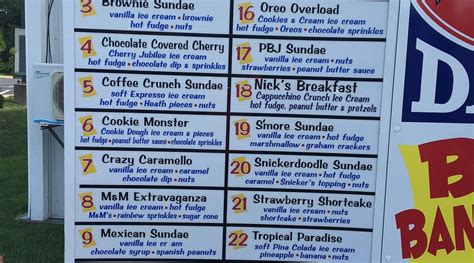 3 Brownie Sundae
vanilla ice cream • brownie
hot fudge • nuts
4 Chocolate Covered Cherry
Cherry Jubilee ice cream
hot fudge • chocolate dip & sprinkles
5 Coffee Crunch Sundae
soft Espresso ice cream
hot fudge • Heath pieces • nuts
6 Cookie Monster
Cookie Dough ice cream & pieces
hot fudge • peanut butter sauce • chocolate sprinkles
7 Crazy Caramello
vanilla ice cream • caramel
chocolate dip • nuts
8 M&M Extravaganza
vanilla ice cream • hot fudge
M&M's • rainbow sprinkles • sugar cone
9 Mexican Sundae
vanilla ice cr am
chocolate syrup • spanish peanuts
16 Oreo Overload
Cookies & Cream ice cream
hot fudge • Oreos • chocolate sprinkles
17 PBJ Sundae
vanilla ice cream • nuts
strawberries • peanut butter sauce
18 Nick's Breakfast
Cappuchino Crunch Ice Cream
hot fudge, peanut butter & pretzels
19 S'more Sundae
vanilla ice cream • hot fudge
marshmallow • graham crackers
20 Snickerdoodle Sundae
vanilla ice cream • hot fudge
caramel • Snicker's topping • nuts
21 Strawberry Shortcake
vanilla ice cream • nuts
shortcake • strawberries
22 Tropical Paradise
soft Pina Colada ice cream
pineapple • banana • nuts
D
B
BAN